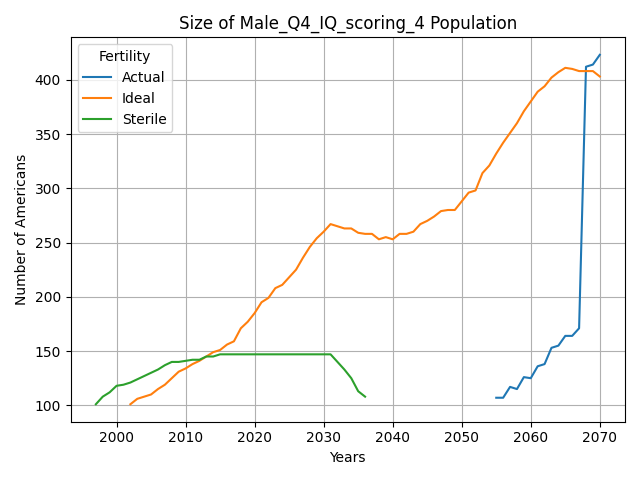 Size of Male_Q4_IQ_scoring_4 Population
Fertility
Actual
Ideal
Sterile
Number of Americans
400
350
300
250
200
150
100
2000
2010
2020
2030
2040
2050
2060
2070
Years